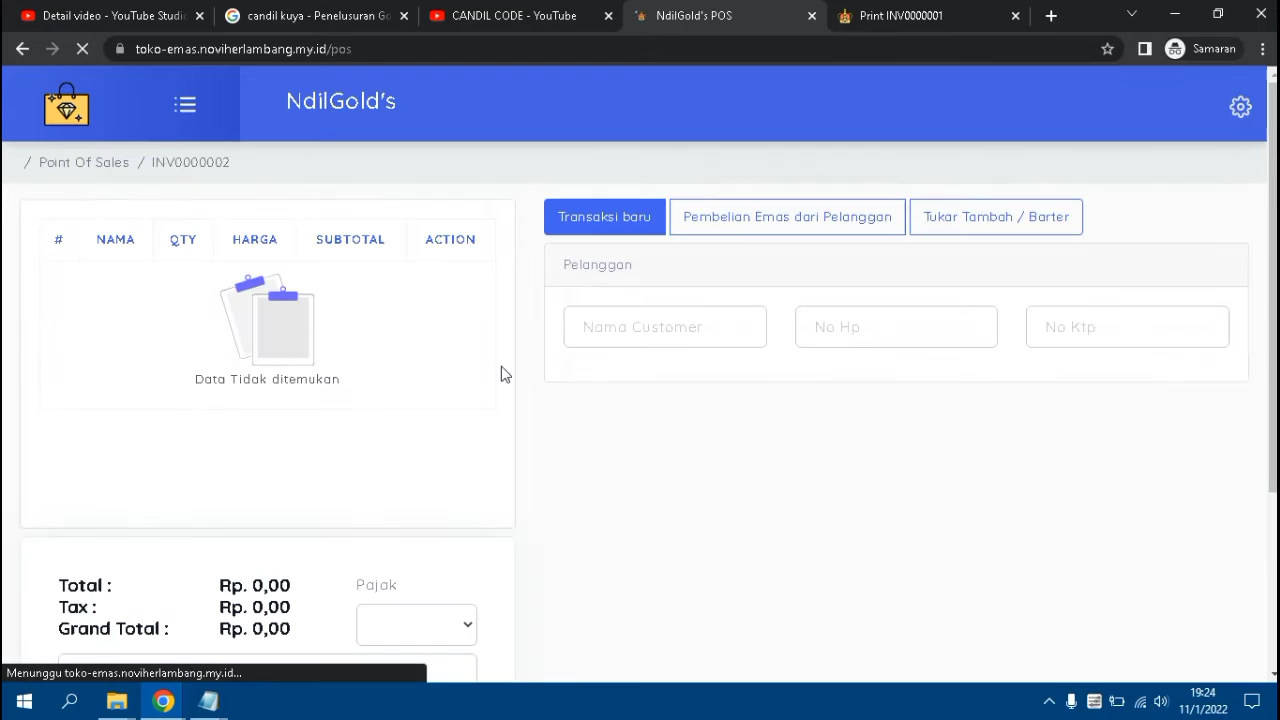 Detail video - YouTube Studi
candil kuya - Penelusuran Go
CANDIL CODE - YouTube
NdilGold's POS
Print INV0000001
toko-emas.noviherlambang.my.id/pos
Samaran
NdilGold's
/ Point Of Sales / INV0000002
# NAMA QTY HARGA SUBTOTAL ACTION
Data Tidak ditemukan
Transaksi baru
Pembelian Emas dari Pelanggan
Tukar Tambah / Barter
Pelanggan
Nama Customer
No Hp
No Ktp
Total : Rp. 0,00
Tax : Rp. 0,00
Grand Total : Rp. 0,00
Pajak
Menunggu toko-emas.noviherlambang.my.id...
19:24
11/1/2022